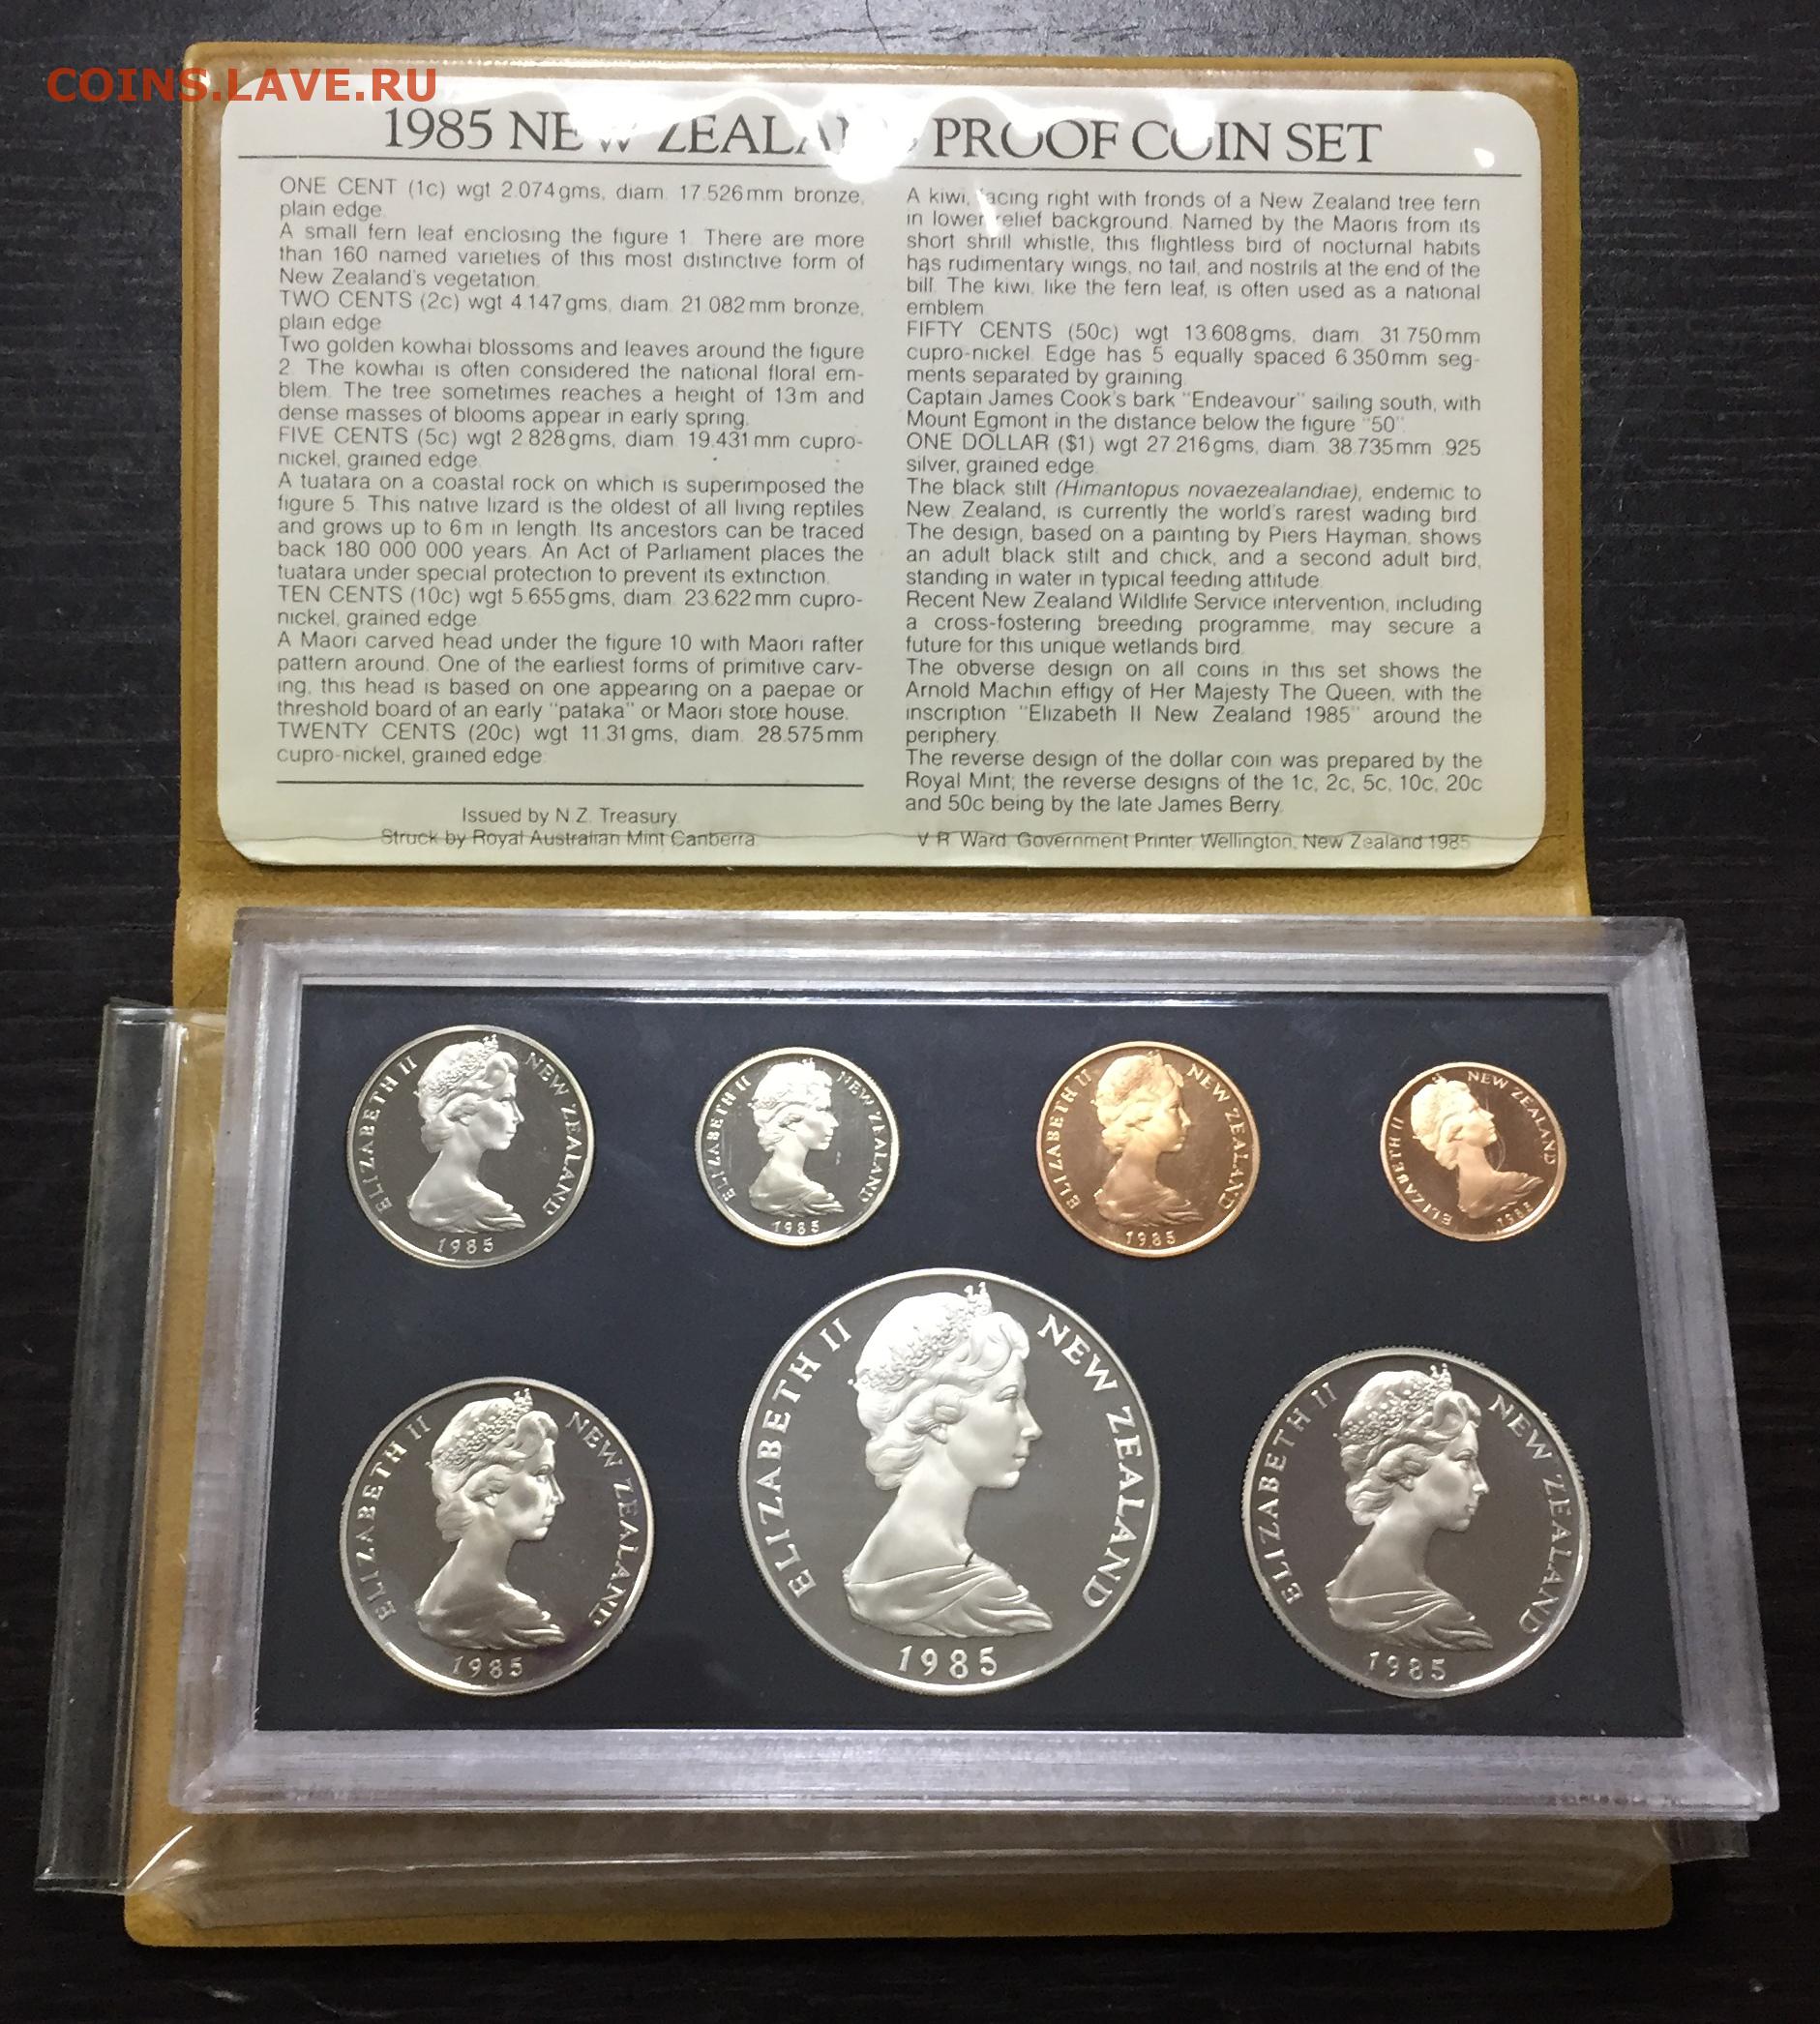 COINS.LAVE.RU
1985 NEW ZEALAND PROOF COIN SET
ONE CENT (1c) wgt 2.074gms, diam. 17.526mm bronze,
plain edge.
A small fern leaf enclosing the figure 1. There are more
than 160 named varieties of this most distinctive form of
New Zealand's vegetation.
TWO CENTS (2c) wgt 4.147gms, diam. 21.082mm bronze,
plain edge
Two golden kowhai blossoms and leaves around the figure
2. The kowhai is often considered the national floral em-
blem. The tree sometimes reaches a height of 13m and
dense masses of blooms appear in early spring.
FIVE CENTS (5c) wgt 2.828gms, diam. 19.431mm cupro-
nickel, grained edge.
A tuatara on a coastal rock on which is superimposed the
figure 5. This native lizard is the oldest of all living reptiles
and grows up to 6m in length. Its ancestors can be traced
back 180 000 000 years. An Act of Parliament places the
tuatara under special protection to prevent its extinction.
TEN CENTS (10c) wgt 5.655gms, diam. 23.622mm cupro-
nickel, grained edge.
A Maori carved head under the figure 10 with Maori rafter
pattern around. One of the earliest forms of primitive carv-
ing, this head is based on one appearing on a paepae or
threshold board of an early "pataka" or Maori store house.
TWENTY CENTS (20c) wgt 11.31gms, diam. 28.575mm
cupro-nickel, grained edge.
Issued by N.Z. Treasury.
Struck by Royal Australian Mint Canberra.
A kiwi, facing right with fronds of a New Zealand tree fern
in lower relief background. Named by the Maoris from its
short shrill whistle, this flightless bird of nocturnal habits
has rudimentary wings, no tail, and nostrils at the end of the
bill. The kiwi, like the fern leaf, is often used as a national
emblem.
FIFTY CENTS (50c) wgt 13.608gms, diam. 31.750mm
cupro-nickel. Edge has 5 equally spaced 6.350mm seg-
ments separated by graining.
Captain James Cook's bark "Endeavour" sailing south, with
Mount Egmont in the distance below the figure "50".
ONE DOLLAR ($1) wgt 27.216gms, diam. 38.735mm .925
silver, grained edge.
The black stilt (Himantopus novaezealandiae), endemic to
New Zealand, is currently the world's rarest wading bird.
The design, based on a painting by Piers Hayman, shows
an adult black stilt and chick, and a second adult bird,
standing in water in typical feeding attitude.
Recent New Zealand Wildlife Service intervention, including
a cross-fostering breeding programme, may secure a
future for this unique wetlands bird.
The obverse design on all coins in this set shows the
Arnold Machin effigy of Her Majesty The Queen, with the
inscription "Elizabeth II New Zealand 1985" around the
periphery.
The reverse design of the dollar coin was prepared by the
Royal Mint; the reverse designs of the 1c, 2c, 5c, 10c, 20c
and 50c being by the late James Berry.
V. R. Ward, Government Printer, Wellington, New Zealand 1985
ELIZABETH II NEW ZEALAND
1985
ELIZABETH II NEW ZEALAND
1985
ELIZABETH II NEW ZEALAND
1985
ELIZABETH II NEW ZEALAND
1985
ELIZABETH II NEW ZEALAND
1985
ELIZABETH II NEW ZEALAND
1985
ELIZABETH II NEW ZEALAND
1985